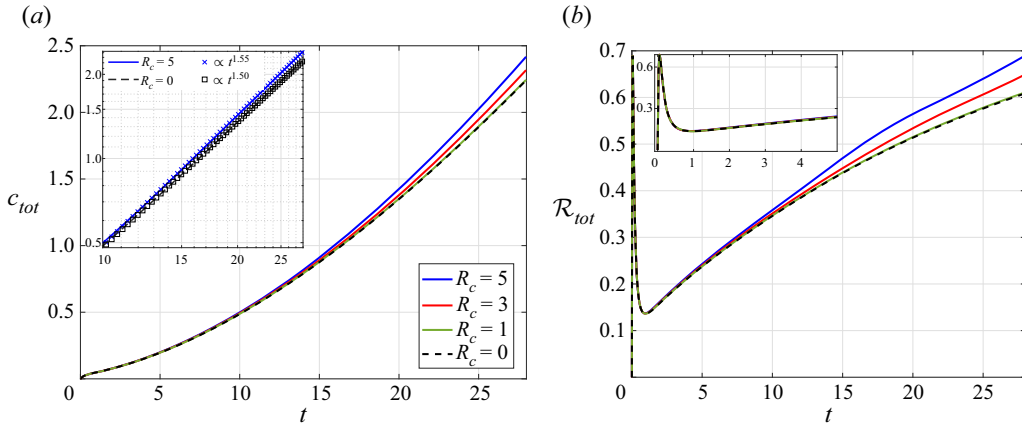 (a)
2.5
2.0
1.5
1.0
0.5
0
c_tot
5
10
15
20
25
t
2.0
1.5
1.0
0.5
10
15
20
25
R_c = 5
∝ t^1.55
R_c = 0
∝ t^1.50
R_c = 5
R_c = 3
R_c = 1
R_c = 0
(b)
0.7
0.6
0.5
0.4
0.3
0.2
0.1
0
ℛ_tot
5
10
15
20
25
t
0.6
0.3
0
1
2
3
4